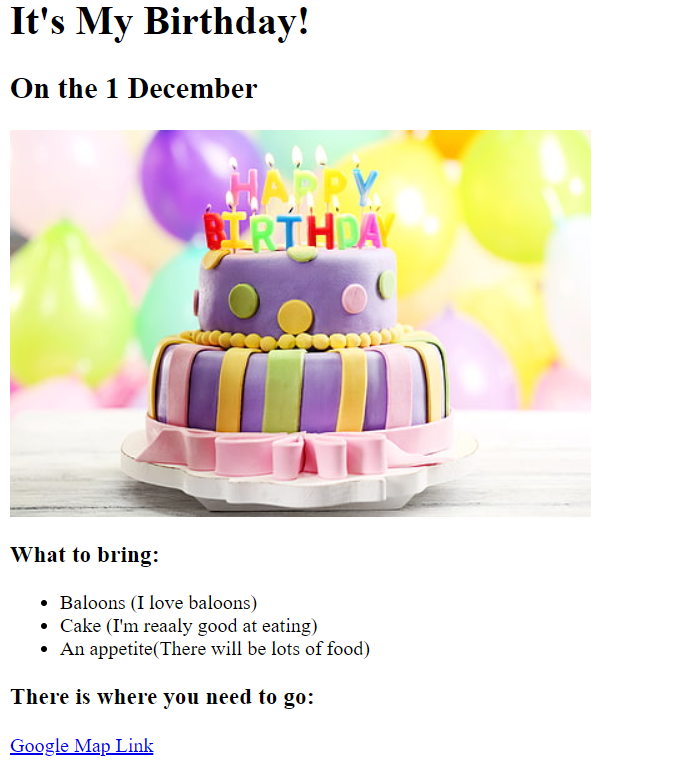 It's My Birthday!
On the 1 December
HAPPY
BIRTHDAY
What to bring:
Baloons (I love baloons)
Cake (I'm reaaly good at eating)
An appetite(There will be lots of food)
There is where you need to go:
Google Map Link